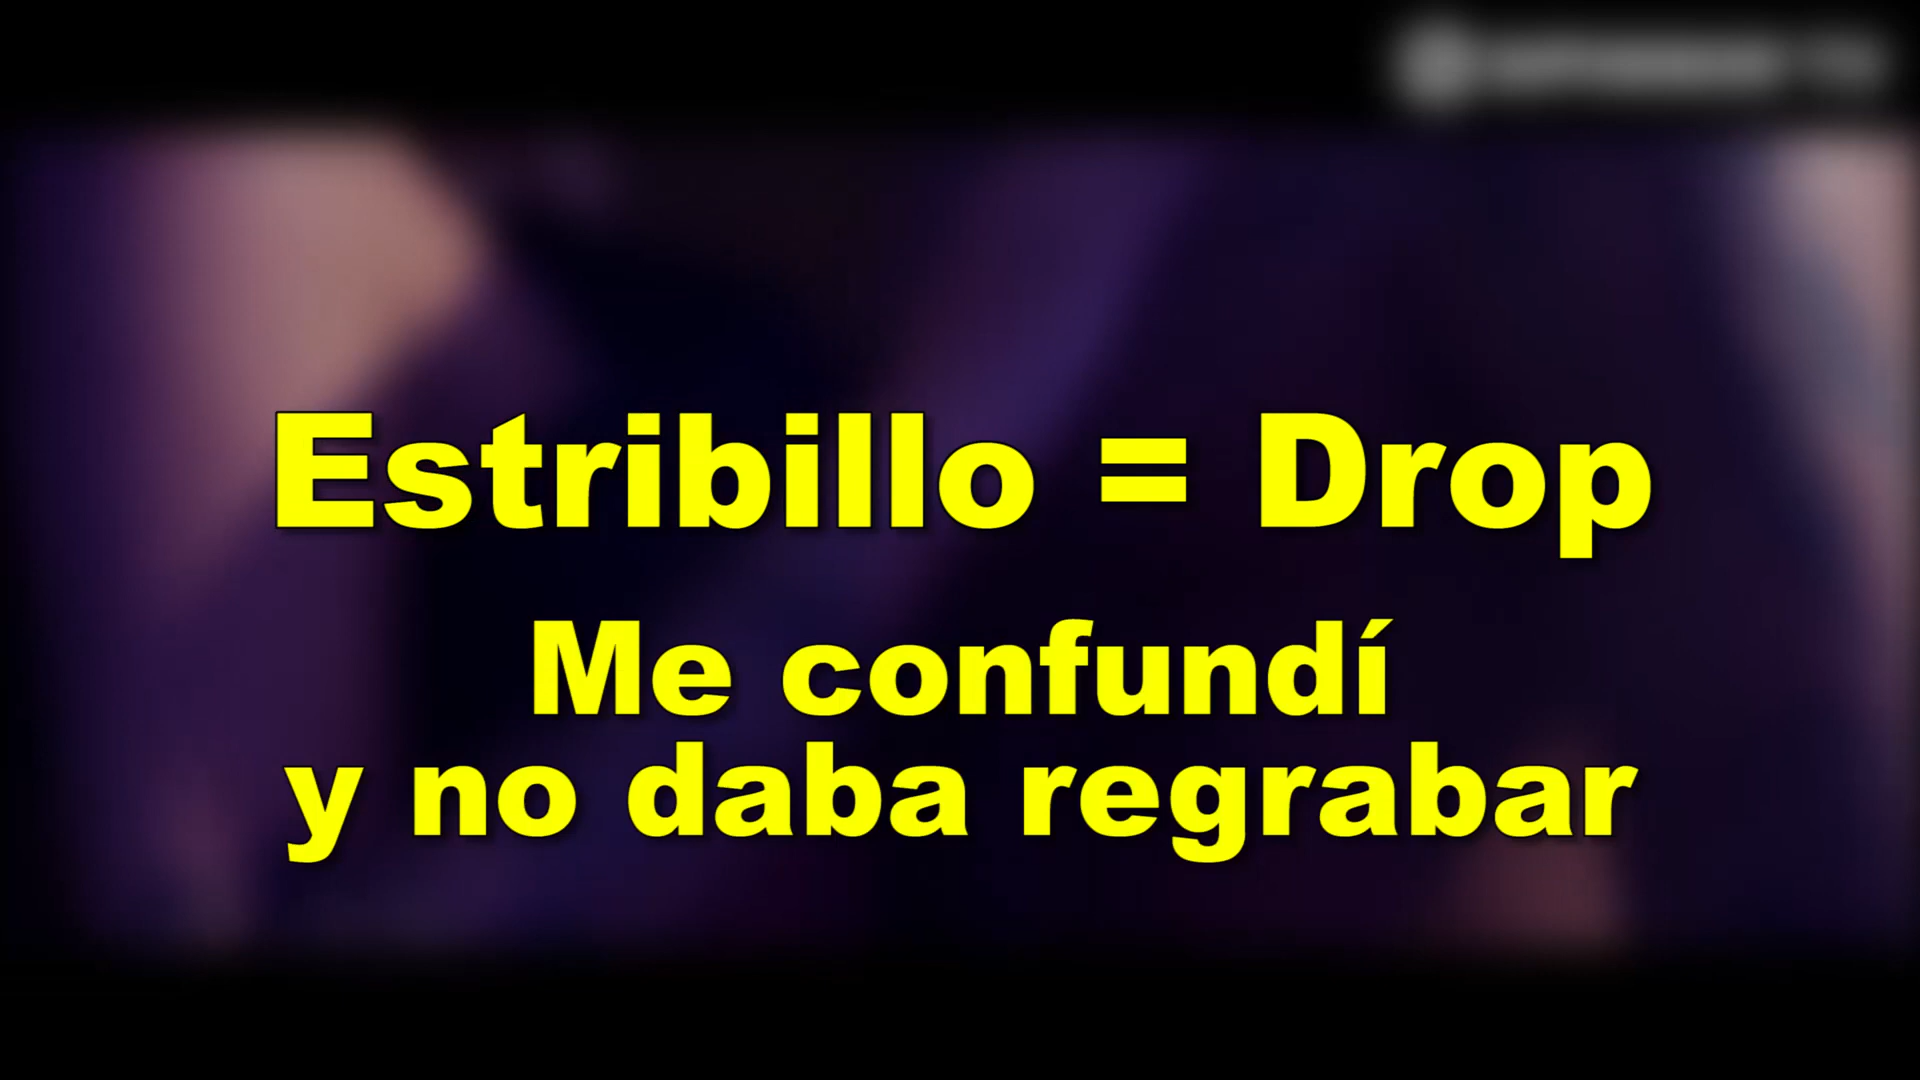 Estribillo = Drop
Me confundí
y no daba regrabar